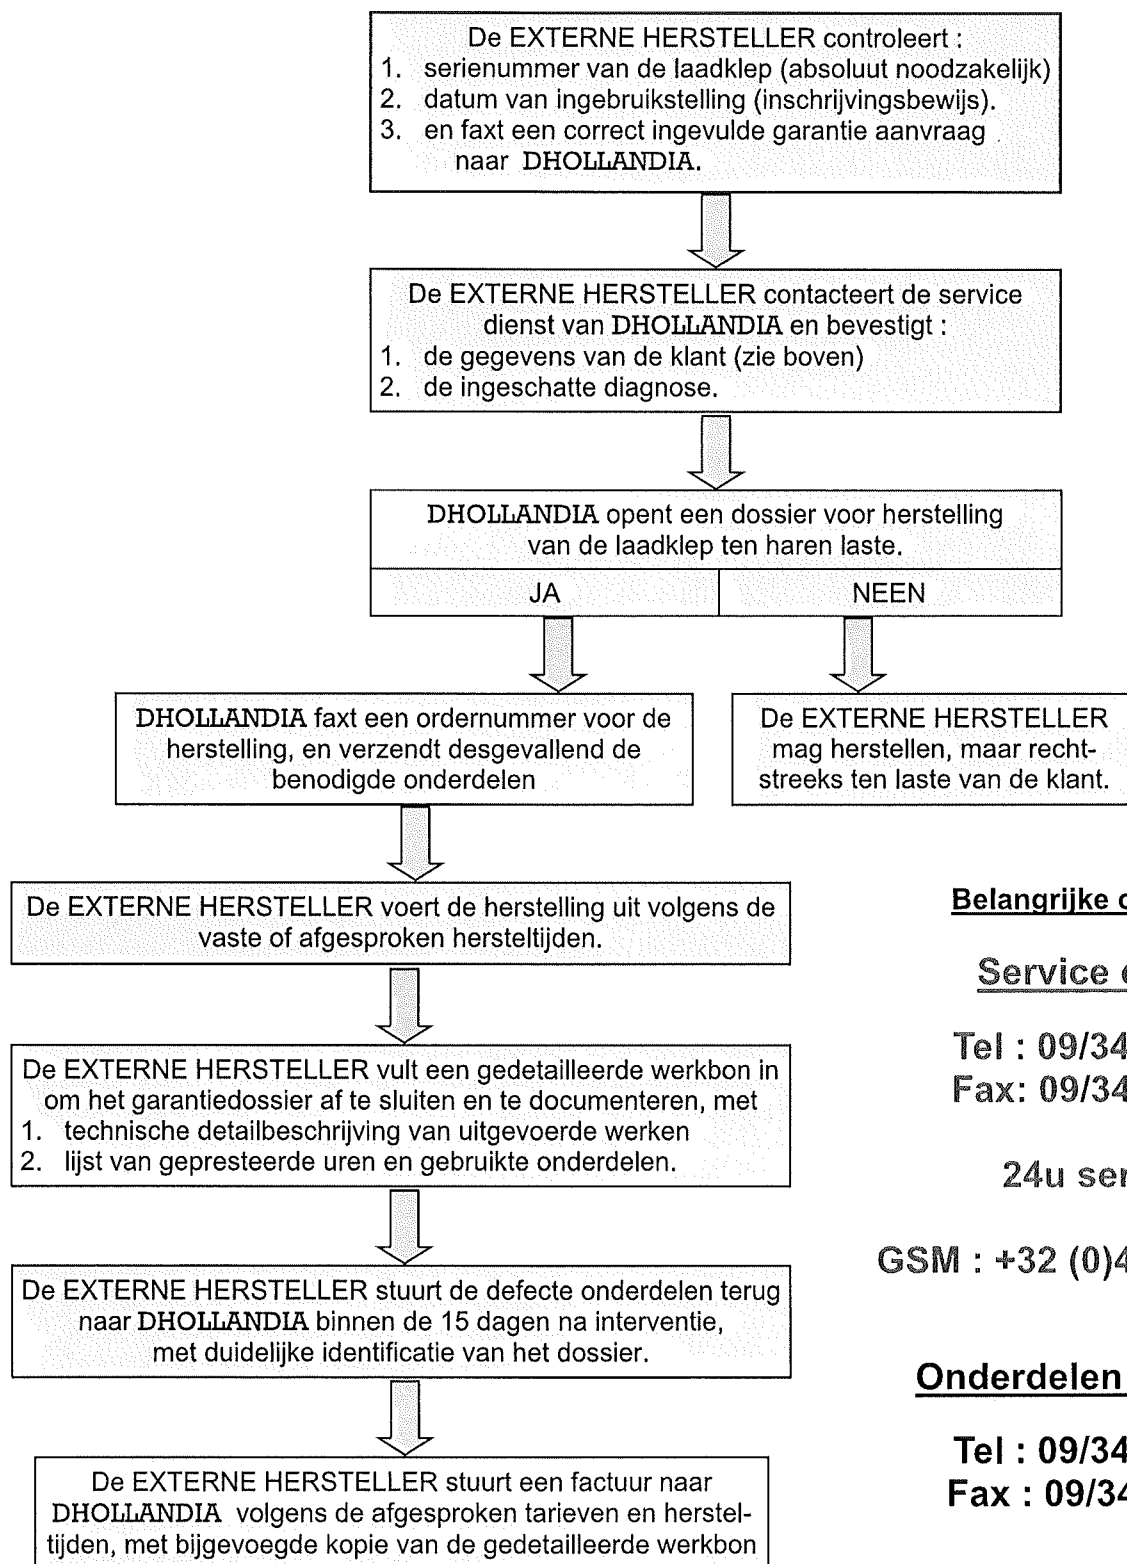 De EXTERNE HERSTELLER controleert :
1. serienummer van de laadklep (absoluut noodzakelijk)
2. datum van ingebruikstelling (inschrijvingsbewijs).
3. en faxt een correct ingevulde garantie aanvraag
naar DHOLLANDIA.
De EXTERNE HERSTELLER contacteert de service
dienst van DHOLLANDIA en bevestigt :
1. de gegevens van de klant (zie boven)
2. de ingeschatte diagnose.
DHOLLANDIA opent een dossier voor herstelling
van de laadklep ten haren laste.
JA NEEN
DHOLLANDIA faxt een ordernummer voor de
herstelling, en verzendt desgevallend de
benodigde onderdelen
De EXTERNE HERSTELLER
mag herstellen, maar recht-
streeks ten laste van de klant.
De EXTERNE HERSTELLER voert de herstelling uit volgens de
vaste of afgesproken hersteltijden.
De EXTERNE HERSTELLER vult een gedetailleerde werkbon in
om het garantiedossier af te sluiten en te documenteren, met
1. technische detailbeschrijving van uitgevoerde werken
2. lijst van gepresteerde uren en gebruikte onderdelen.
De EXTERNE HERSTELLER stuurt de defecte onderdelen terug
naar DHOLLANDIA binnen de 15 dagen na interventie,
met duidelijke identificatie van het dossier.
De EXTERNE HERSTELLER stuurt een factuur naar
DHOLLANDIA volgens de afgesproken tarieven en herstel-
tijden, met bijgevoegde kopie van de gedetailleerde werkbon
Belangrijke
Service
Tel : 09/34
Fax: 09/34
24u ser
GSM : +32 (0)4
Onderdelen
Tel : 09/34
Fax : 09/34